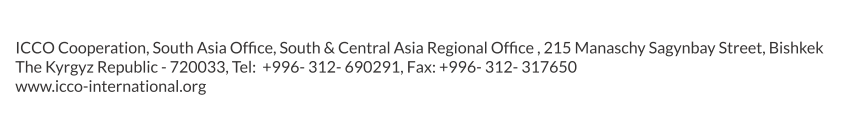 ICCO Cooperation, South Asia Office, South & Central Asia Regional Office , 215 Manaschy Sagynbay Street, Bishkek
The Kyrgyz Republic - 720033, Tel:  +996- 312- 690291, Fax: +996- 312- 317650
www.icco-international.org